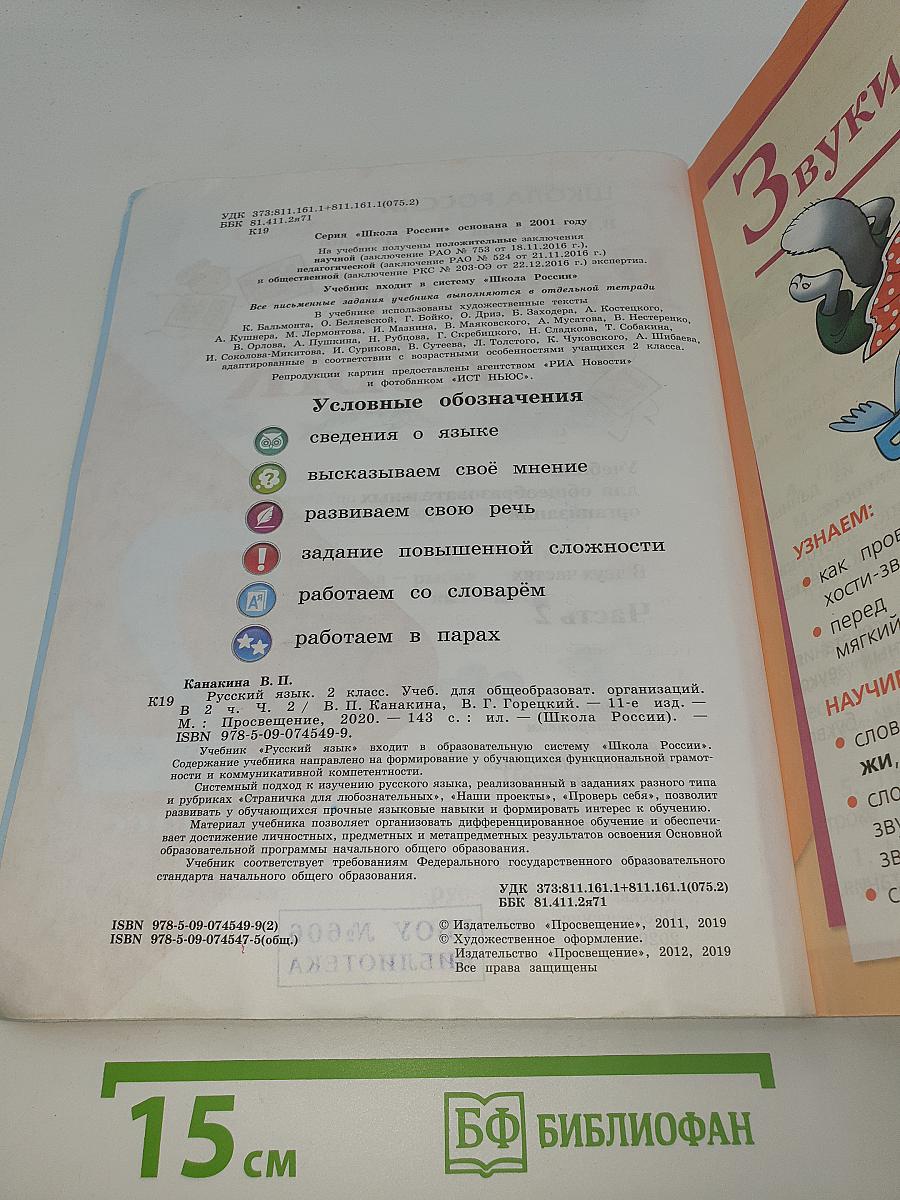 УДК 373:811.161.1+811.161.1(075.2)
ББК 81.411.2я71
К19
Серия «Школа России» основана в 2001 году
На учебник получены положительные заключения
научной (заключение РАО № 753 от 18.11.2016 г.),
педагогической (заключение РАО № 524 от 21.11.2016 г.)
и общественной (заключение РКС № 203-ОЭ от 22.12.2016 г.) экспертиз.
Учебник входит в систему «Школа России»
Все письменные задания учебника выполняются в отдельной тетради
В учебнике использованы художественные тексты
К. Бальмонта, О. Беляевской, Г. Бойко, О. Дриз, Б. Заходера, А. Костецкого,
А. Кушнера, М. Лермонтова, И. Мазнина, В. Маяковского, А. Мусатова, В. Нестеренко,
В. Орлова, А. Пушкина, Н. Рубцова, Г. Скребицкого, Н. Сладкова, Т. Собакина,
И. Соколова-Микитова, И. Сурикова, В. Сутеева, Л. Толстого, К. Чуковского, А. Шибаева,
адаптированные в соответствии с возрастными особенностями учащихся 2 класса.
Репродукции картин предоставлены агентством «РИА Новости»
и фотобанком «ИСТ НЬЮС».
Условные обозначения
сведения о языке
высказываем своё мнение
развиваем свою речь
задание повышенной сложности
работаем со словарём
работаем в парах
Канакина В. П.
К19 Русский язык. 2 класс. Учеб. для общеобразоват. организаций.
В 2 ч. Ч. 2 / В. П. Канакина, В. Г. Горецкий. — 11-е изд. —
М. : Просвещение, 2020. — 143 с. : ил. — (Школа России). —
ISBN 978-5-09-074549-9.
Учебник «Русский язык» входит в образовательную систему «Школа России».
Содержание учебника направлено на формирование у обучающихся функциональной грамот-
ности и коммуникативной компетентности.
Системный подход к изучению русского языка, реализованный в заданиях разного типа
и рубриках «Страничка для любознательных», «Наши проекты», «Проверь себя», позволит
развивать у обучающихся прочные языковые навыки и формировать интерес к обучению.
Материал учебника позволяет организовать дифференцированное обучение и обеспечи-
вает достижение личностных, предметных и метапредметных результатов освоения Основной
образовательной программы начального общего образования.
Учебник соответствует требованиям Федерального государственного образовательного
стандарта начального общего образования.
УДК 373:811.161.1+811.161.1(075.2)
ББК 81.411.2я71
ISBN 978-5-09-074549-9(2)
ISBN 978-5-09-074547-5(общ.)
© Издательство «Просвещение», 2011, 2019
© Художественное оформление.
Издательство «Просвещение», 2012, 2019
Все права защищены
Звуки
УЗНАЕМ:
• как пров
хости-зв
• перед
мягкий
НАУЧИ
• СЛОВ
ЖИ,
• СЛО
ЗВУ
ЗВ
• С
15 см
БФ БИБЛИОФАН